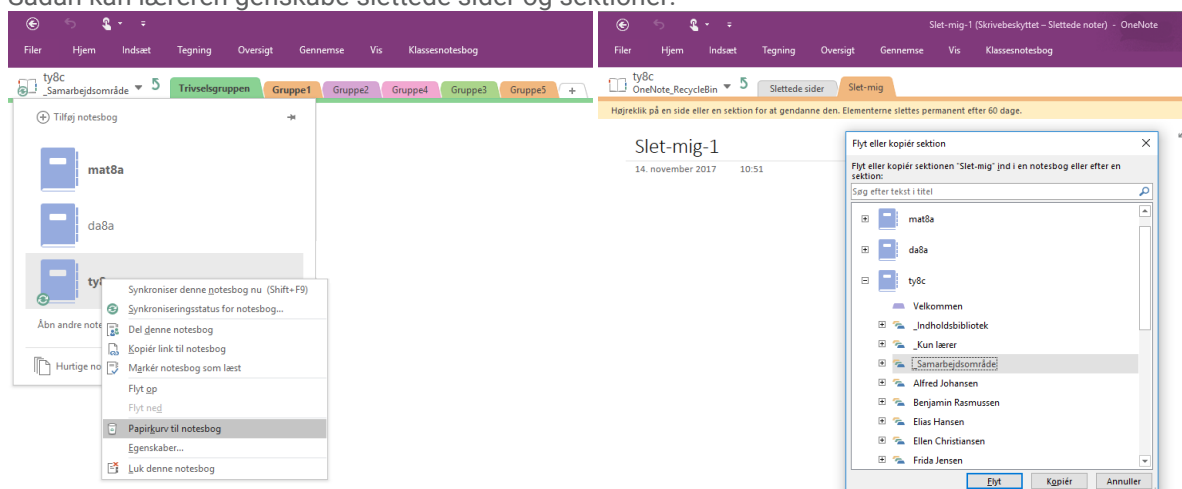 Sådan kan læreren genskabe slettede sider og sektioner:
Filer Hjem Indsæt Tegning Oversigt Gennemse Vis Klassesnotesbog
ty8c
_Samarbejdsområde
Trivselsgruppen Gruppe1 Gruppe2 Gruppe4 Gruppe3 Gruppe5 +
Tilføj notesbog
mat8a
da8a
ty8
Synkroniser denne notesbog nu (Shift+F9)
Synkroniseringsstatus for notesbog...
Åbn andre note
Del denne notesbog
Kopiér link til notesbog
Hurtige no
Markér notesbog som læst
Flyt op
Flyt ned
Papirkurv til notesbog
Egenskaber...
Luk denne notesbog
Slet-mig-1 (Skrivebeskyttet – Slettede noter) - OneNote
Filer Hjem Indsæt Tegning Oversigt Gennemse Vis Klassesnotesbog
ty8c
OneNote_RecycleBin
Slettede sider Slet-mig
Højreklik på en side eller en sektion for at gendanne den. Elementerne slettes permanent efter 60 dage.
Slet-mig-1
14. november 2017 10:51
Flyt eller kopiér sektion
Flyt eller kopiér sektionen "Slet-mig" ind i en notesbog eller efter en
sektion:
Søg efter tekst i titel
mat8a
da8a
ty8c
Velkommen
_Indholdsbibliotek
_Kun lærer
_Samarbejdsområde
Alfred Johansen
Benjamin Rasmussen
Elias Hansen
Ellen Christiansen
Frida Jensen
Flyt Kopiér Annuller